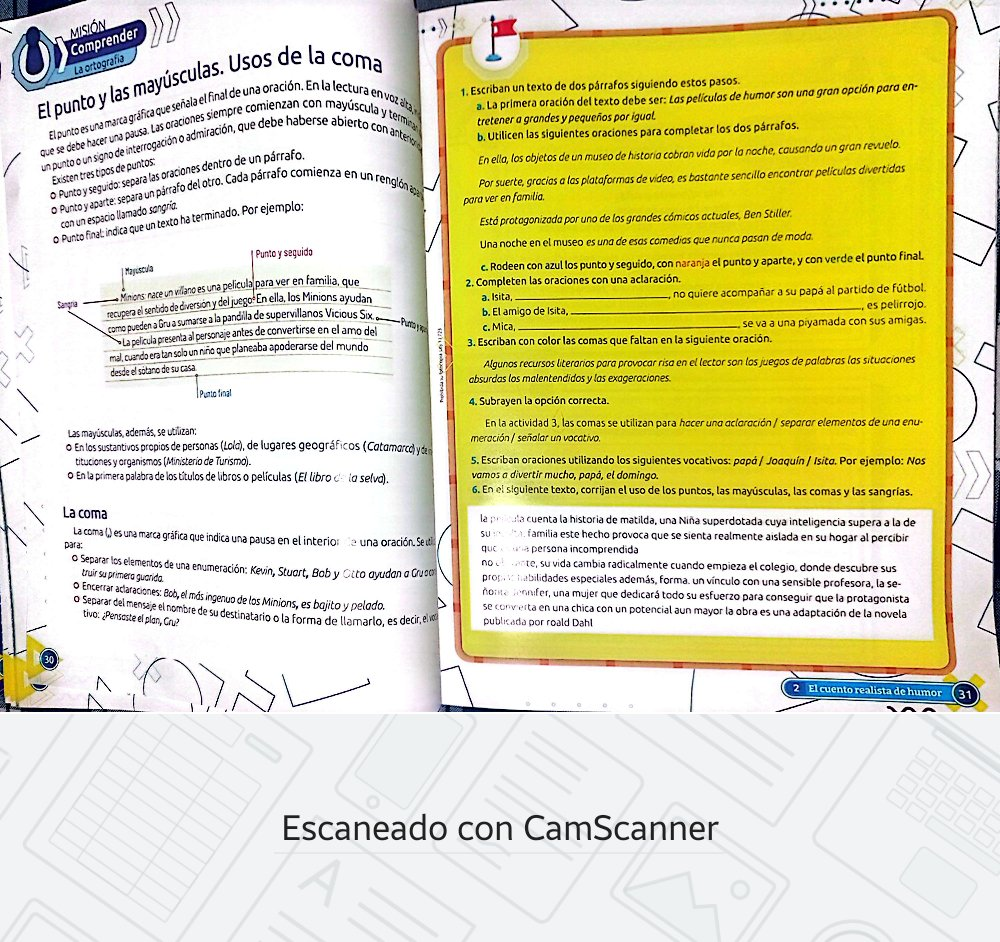 MISIÓN
Comprender
La ortografía
El punto y las mayúsculas. Usos de la coma
El punto es una marca gráfica que señala el final de una oración. En la lectura en voz alta,
que se debe hacer una pausa. Las oraciones siempre comienzan con mayúscula y terminan
un punto o un signo de interrogación o admiración, que debe haberse abierto con
Existen tres tipos de puntos:
Punto y seguido: separa las oraciones dentro de un párrafo.
Punto y aparte: separa un párrafo del otro. Cada párrafo comienza en un renglón
con un espacio llamado sangría.
Punto final: indica que un texto ha terminado. Por ejemplo:
Mayúscula
Punto y seguido
Sangría
Minions: nace un villano es una película para ver en familia, que
recupera el sentido de diversión y del juego. En ella, los Minions ayudan
como pueden a Gru a sumarse a la pandilla de supervillanos Vicious Six.
Punto y
La película presenta al personaje antes de convertirse en el amo del
mal, cuando era tan solo un niño que planeaba apoderarse del mundo
desde el sótano de su casa.
Punto final
Las mayúsculas, además, se utilizan:
En los sustantivos propios de personas (Lola), de lugares geográficos (Catamarca) y de
tituciones y organismos (Ministerio de Turismo).
En la primera palabra de los títulos de libros o películas (El libro de la selva).
La coma
La coma (,) es una marca gráfica que indica una pausa en el interior de una oración. Se
para:
Separar los elementos de una enumeración: Kevin, Stuart, Bob y Otto ayudan a Gru a
truir su primera guarida.
Encerrar aclaraciones: Bob, el más ingenuo de los Minions, es bajito y pelado.
Separar del mensaje el nombre de su destinatario o la forma de llamarlo, es decir, el
tivo: ¿Pensaste el plan, Gru?
30
1. Escriban un texto de dos párrafos siguiendo estos pasos.
a. La primera oración del texto debe ser: Las películas de humor son una gran opción para en-
tretener a grandes y pequeños por igual.
b. Utilicen las siguientes oraciones para completar los dos párrafos.
En ella, los objetos de un museo de historia cobran vida por la noche, causando un gran revuelo.
Por suerte, gracias a las plataformas de video, es bastante sencillo encontrar películas divertidas
para ver en familia.
Está protagonizada por uno de los grandes cómicos actuales, Ben Stiller.
Una noche en el museo es una de esas comedias que nunca pasan de moda.
c. Rodeen con azul los punto y seguido, con naranja el punto y aparte, y con verde el punto final.
2. Completen las oraciones con una aclaración.
a. Isita, ____________________, no quiere acompañar a su papá al partido de fútbol.
b. El amigo de Isita, ____________________, es pelirrojo.
c. Mica, ____________________, se va a una piyamada con sus amigas.
3. Escriban con color las comas que faltan en la siguiente oración.
Algunos recursos literarios para provocar risa en el lector son los juegos de palabras las situaciones
absurdas los malentendidos y las exageraciones.
4. Subrayen la opción correcta.
En la actividad 3, las comas se utilizan para hacer una aclaración / separar elementos de una enu-
meración / señalar un vocativo.
5. Escriban oraciones utilizando los siguientes vocativos: papá / Joaquín / Isita. Por ejemplo: Nos
vamos a divertir mucho, papá, el domingo.
6. En el siguiente texto, corrijan el uso de los puntos, las mayúsculas, las comas y las sangrías.
la película cuenta la historia de matilda, una Niña superdotada cuya inteligencia supera a la de
su familia este hecho provoca que se sienta realmente aislada en su hogar al percibir
que una persona incomprendida
no obstante, su vida cambia radicalmente cuando empieza el colegio, donde descubre sus
propias habilidades especiales además, forma. un vínculo con una sensible profesora, la se-
ñorita Jennifer, una mujer que dedicará todo su esfuerzo para conseguir que la protagonista
se convierta en una chica con un potencial aun mayor la obra es una adaptación de la novela
publicada por roald Dahl
2 El cuento realista de humor 31
Escaneado con CamScanner